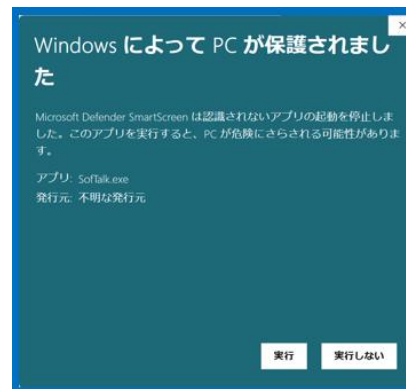 Windows によって PC が保護されまし
た
Microsoft Defender SmartScreen は認識されないアプリの起動を停止しま
した。このアプリを実行すると、PC が危険にさらされる可能性がありま
す。
アプリ: SofTalk.exe
発行元: 不明な発行元
実行 実行しない